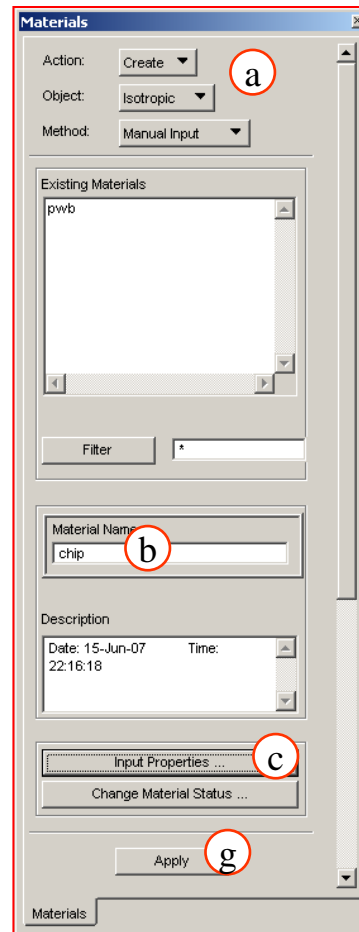 Materials
Action: Create
a
Object: Isotropic
Method: Manual Input
Existing Materials
pwb
Filter *
Material Name
b
chip
Description
Date: 15-Jun-07 Time:
22:16:18
Input Properties ...
c
Change Material Status ...
Apply
g
Materials